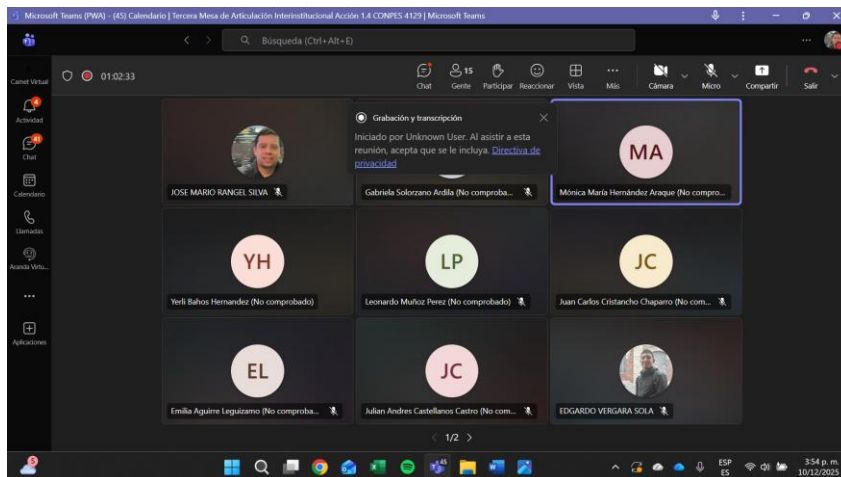 Microsoft Teams (PWA) - (45) Calendario | Tercera Mesa de Articulación Interinstitucional Acción 1.4 CONPES 4129 | Microsoft Teams
Búsqueda (Ctrl+Alt+E)
Carnet Virtual
01:02:33
Chat
15
Gente
Participar
Reaccionar
Vista
Más
Cámara
Micro
Compartir
Salir
4
Actividad
41
Chat
Calendario
Llamadas
Aranda Virtu...
Aplicaciones
Grabación y transcripción
Iniciado por Unknown User. Al asistir a esta
reunión, acepta que se le incluya. Directiva de
privacidad
MA
JOSE MARIO RANGEL SILVA
Gabriela Solorzano Ardila (No comproba...
Mónica María Hernández Araque (No compro...
YH
LP
JC
Yerli Bahos Hernandez (No comprobado)
Leonardo Muñoz Perez (No comprobado)
Juan Carlos Cristancho Chaparro (No com...
EL
JC
Emilia Aguirre Leguizamo (No comproba...
Julian Andres Castellanos Castro (No com...
EDGARDO VERGARA SOLA
1/2
5
45
ESP
ES
3:54 p. m.
10/12/2025